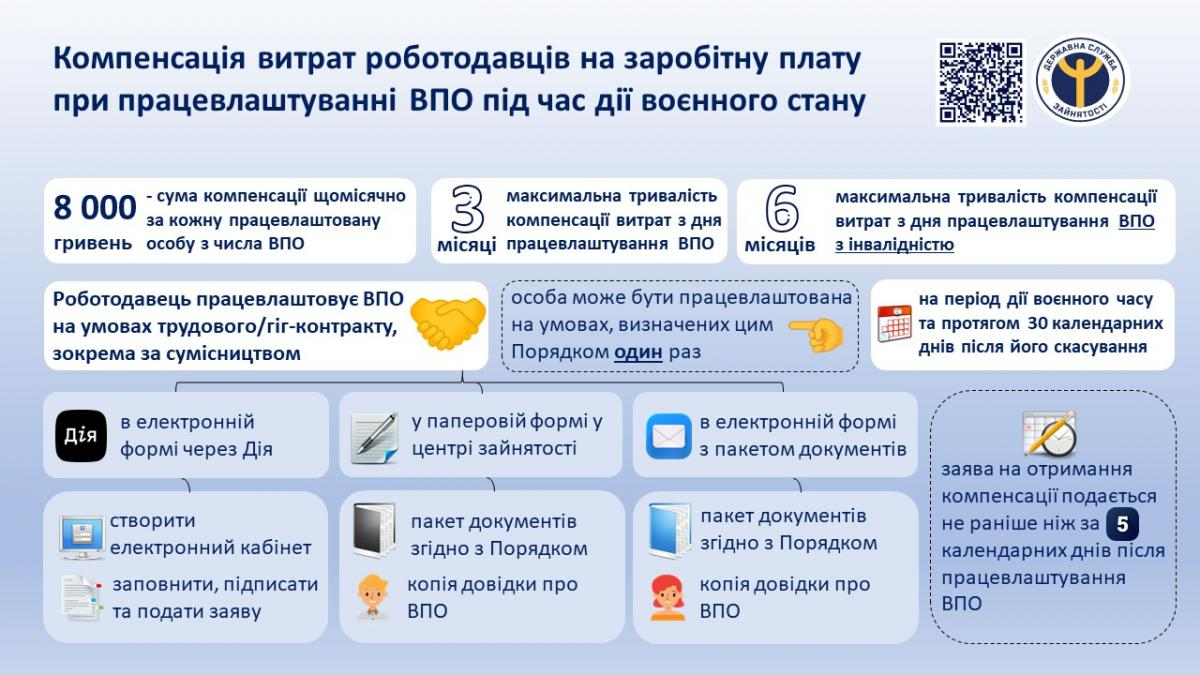 Компенсація витрат роботодавців на заробітну плату
при працевлаштуванні ВПО під час дії воєнного стану
ДЕРЖАВНА СЛУЖБА
ЗАЙНЯТОСТІ
8 000
гривень
- сума компенсації щомісячно
за кожну працевлаштовану
особу з числа ВПО
3
місяці
максимальна тривалість
компенсації витрат з дня
працевлаштування ВПО
6
місяців
максимальна тривалість компенсації
витрат з дня працевлаштування ВПО
з інвалідністю
Роботодавець працевлаштовує ВПО
на умовах трудового/гіг-контракту,
зокрема за сумісництвом
особа може бути працевлаштована
на умовах, визначених цим
Порядком один раз
на період дії воєнного часу
та протягом 30 календарних
днів після його скасування
Дія
в електронній
формі через Дія
у паперовій формі у
центрі зайнятості
в електронній формі
з пакетом документів
створити
електронний кабінет
заповнити, підписати
та подати заяву
пакет документів
згідно з Порядком
копія довідки про
ВПО
пакет документів
згідно з Порядком
копія довідки про
ВПО
заява на отримання
компенсації подається
не раніше ніж за 5
календарних днів після
працевлаштування
ВПО